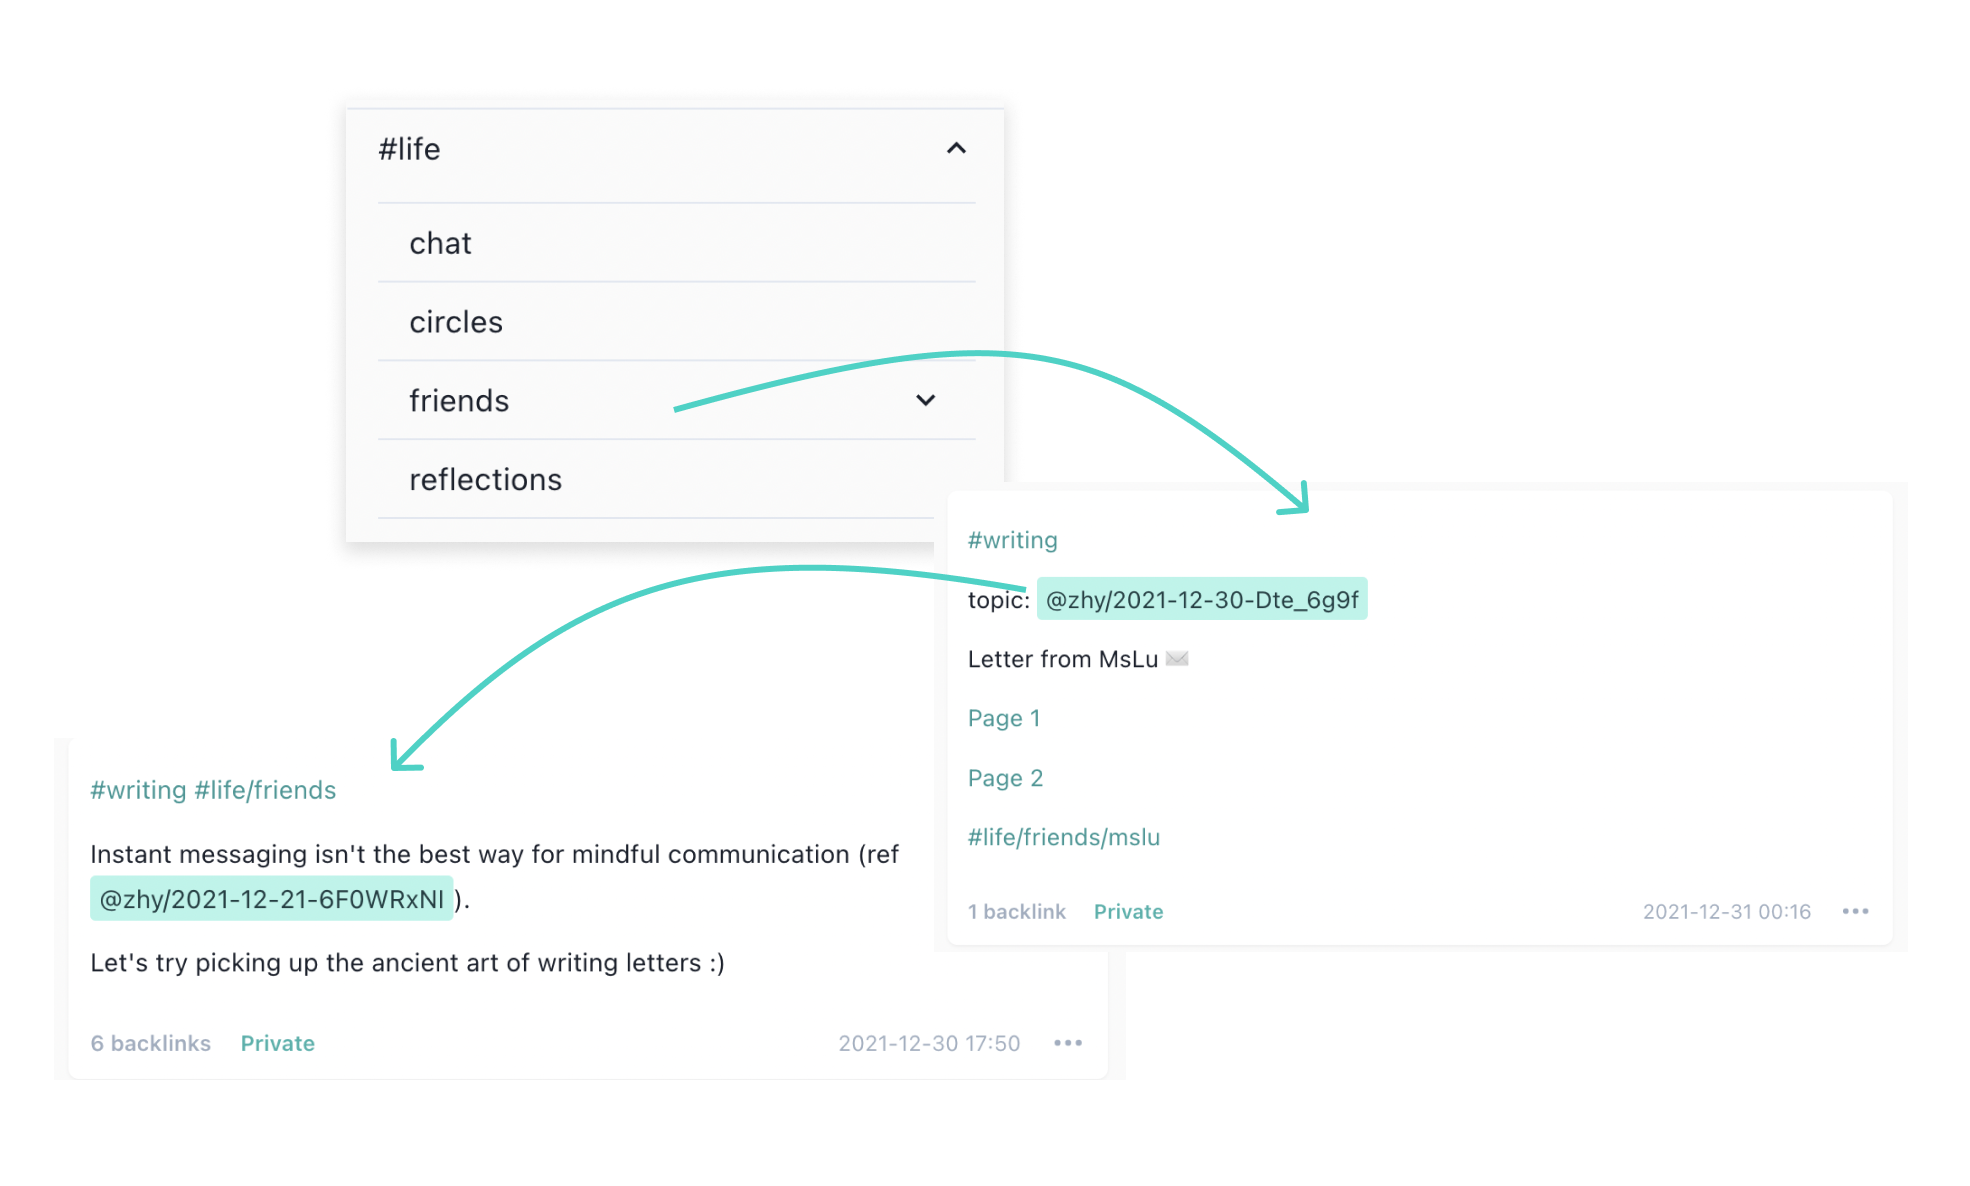 #life
chat
circles
friends
reflections
#writing
topic: @zhy/2021-12-30-Dte_6g9f
Letter from MsLu ✉
Page 1
Page 2
#life/friends/mslu
1 backlink Private 2021-12-31 00:16
#writing #life/friends
Instant messaging isn't the best way for mindful communication (ref
@zhy/2021-12-21-6F0WRxNl).
Let's try picking up the ancient art of writing letters :)
6 backlinks Private 2021-12-30 17:50